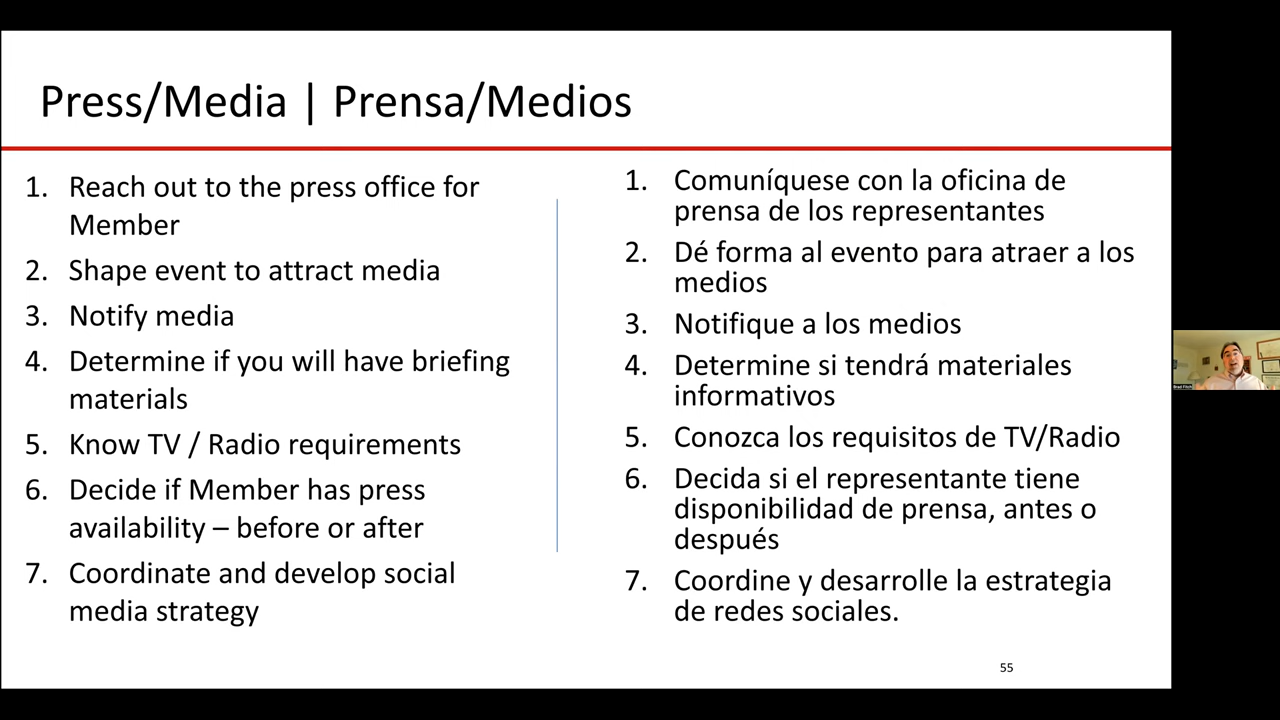 Press/Media | Prensa/Medios
1. Reach out to the press office for
Member
2. Shape event to attract media
3. Notify media
4. Determine if you will have briefing
materials
5. Know TV / Radio requirements
6. Decide if Member has press
availability – before or after
7. Coordinate and develop social
media strategy
1. Comuníquese con la oficina de
prensa de los representantes
2. Dé forma al evento para atraer a los
medios
3. Notifique a los medios
4. Determine si tendrá materiales
informativos
5. Conozca los requisitos de TV/Radio
6. Decida si el representante tiene
disponibilidad de prensa, antes o
después
7. Coordine y desarrolle la estrategia
de redes sociales.
55
Brad Fitch